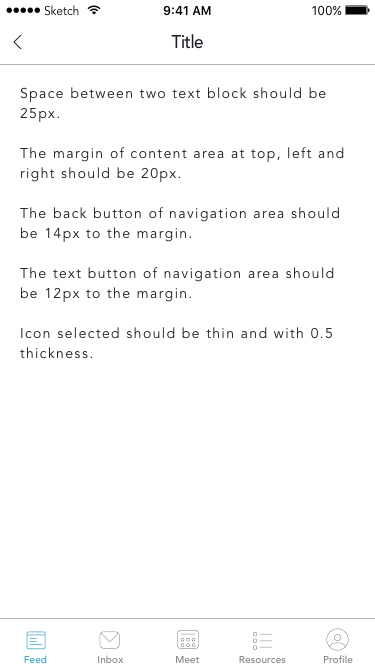 Sketch 9:41 AM 100%
Title
Space between two text block should be
25px.
The margin of content area at top, left and
right should be 20px.
The back button of navigation area should
be 14px to the margin.
The text button of navigation area should
be 12px to the margin.
Icon selected should be thin and with 0.5
thickness.
Feed Inbox Meet Resources Profile